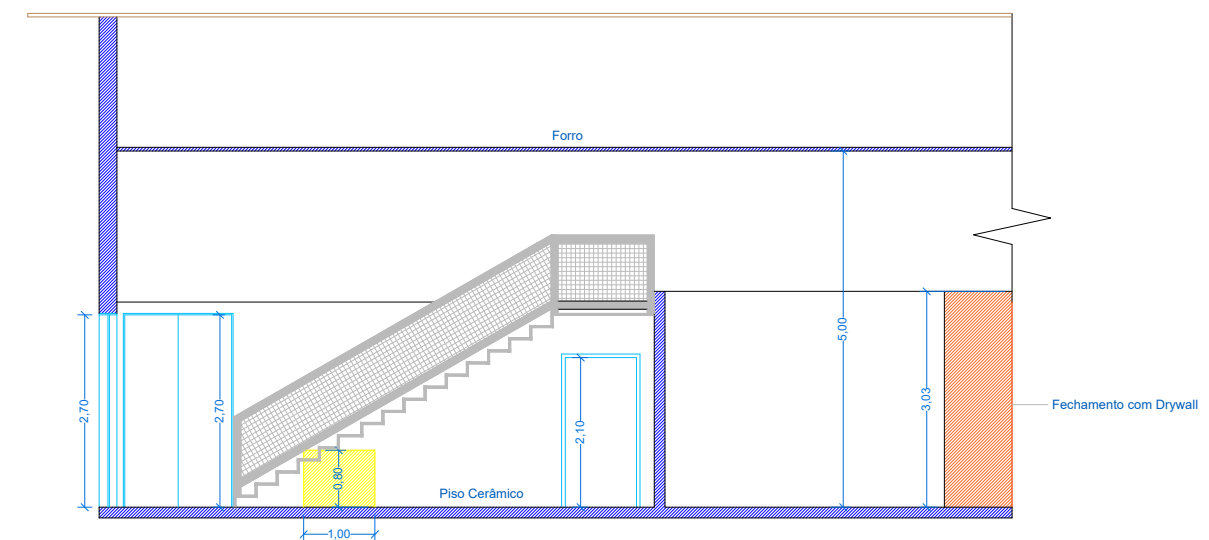 Forro
5,00
3,03
2,70
2,70
Fechamento com Drywall
2,10
0,80
Piso Cerâmico
1,00